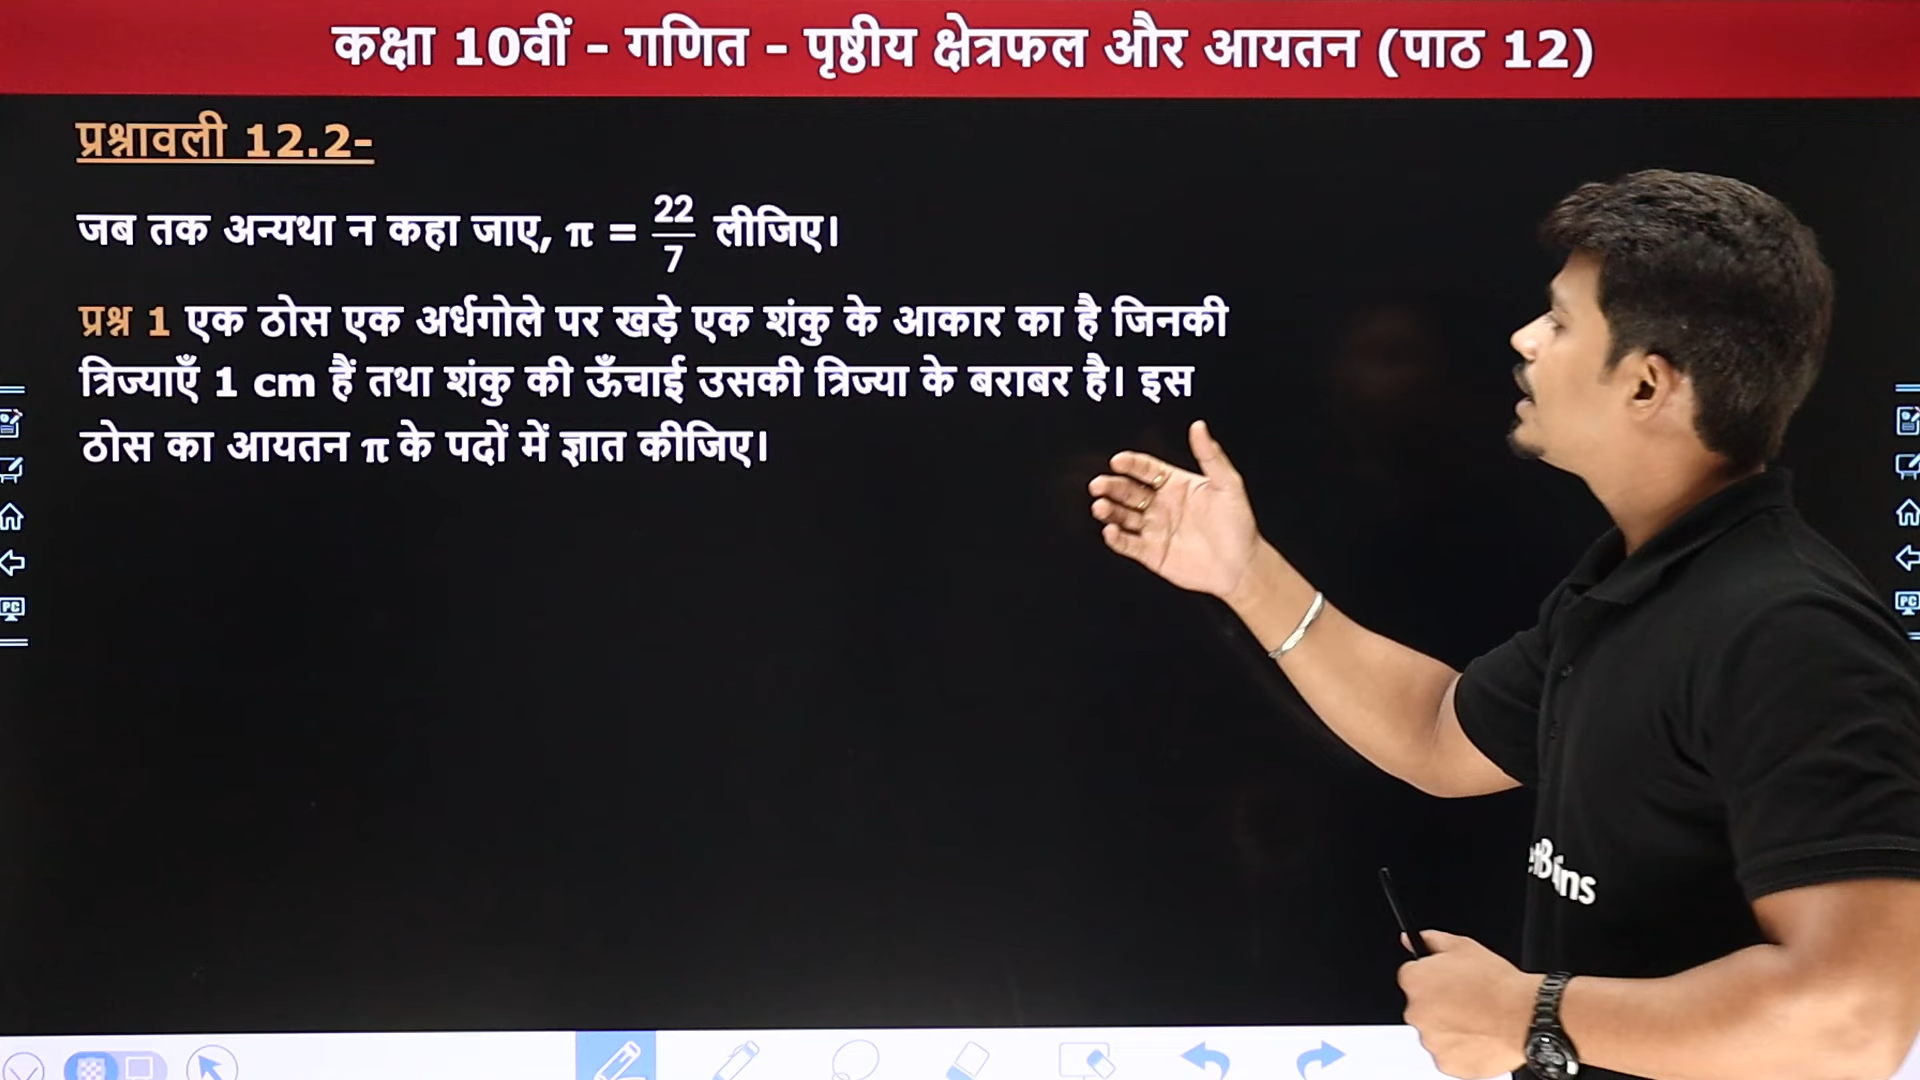 कक्षा 10वीं - गणित - पृष्ठीय क्षेत्रफल और आयतन (पाठ 12)
प्रश्नावली 12.2-
जब तक अन्यथा न कहा जाए, π = 22/7 लीजिए।
प्रश्न 1 एक ठोस एक अर्धगोले पर खड़े एक शंकु के आकार का है जिनकी
त्रिज्याएँ 1 cm हैं तथा शंकु की ऊँचाई उसकी त्रिज्या के बराबर है। इस
ठोस का आयतन π के पदों में ज्ञात कीजिए।
PC
PC